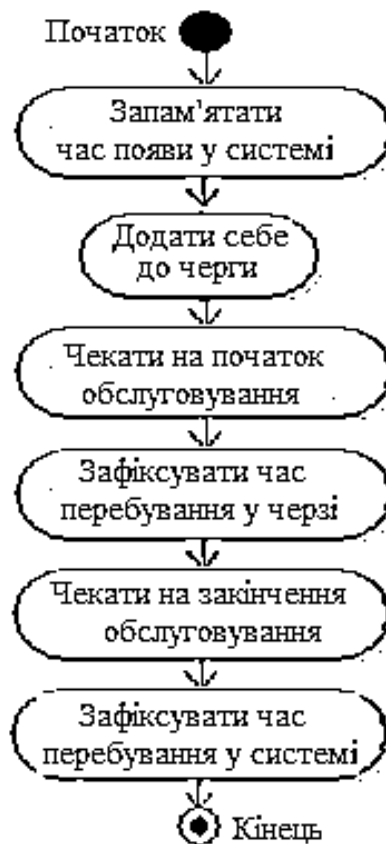 Початок
Запам'ятати
час появи у системі
Додати себе
до черги
Чекати на початок
обслуговування
Зафіксувати час
перебування у черзі
Чекати на закінчення
обслуговування
Зафіксувати час
перебування у системі
Кінець